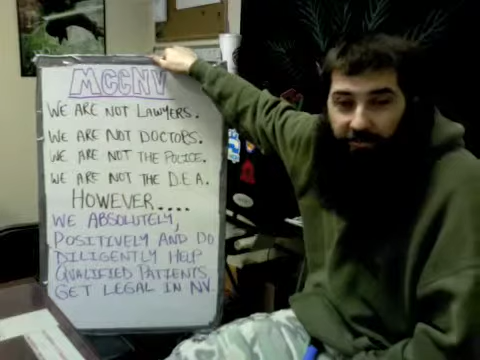 MCCNV
WE ARE NOT LAWYERS.
WE ARE NOT DOCTORS.
WE ARE NOT THE POLICE.
WE ARE NOT THE D.E.A.
HOWEVER....
WE ABSOLUTELY,
POSITIVELY AND DO
DILIGENTLY HELP
QUALIFIED PATIENTS
GET LEGAL IN NV.